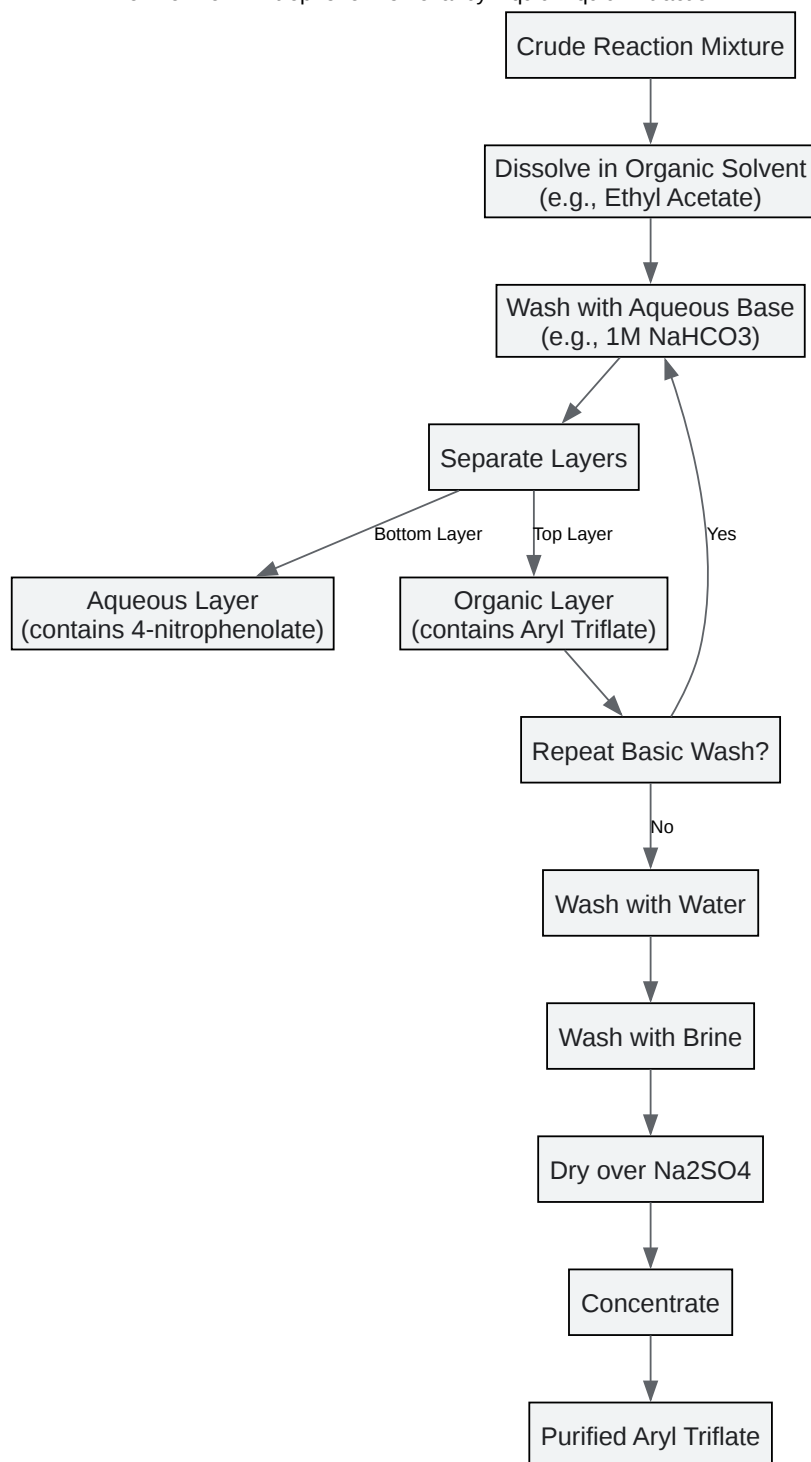 Crude Reaction Mixture
Dissolve in Organic Solvent
(e.g., Ethyl Acetate)
Wash with Aqueous Base
(e.g., 1M NaHCO3)
Separate Layers
Bottom Layer
Top Layer
Yes
Aqueous Layer
(contains 4-nitrophenolate)
Organic Layer
(contains Aryl Triflate)
Repeat Basic Wash?
No
Wash with Water
Wash with Brine
Dry over Na2SO4
Concentrate
Purified Aryl Triflate